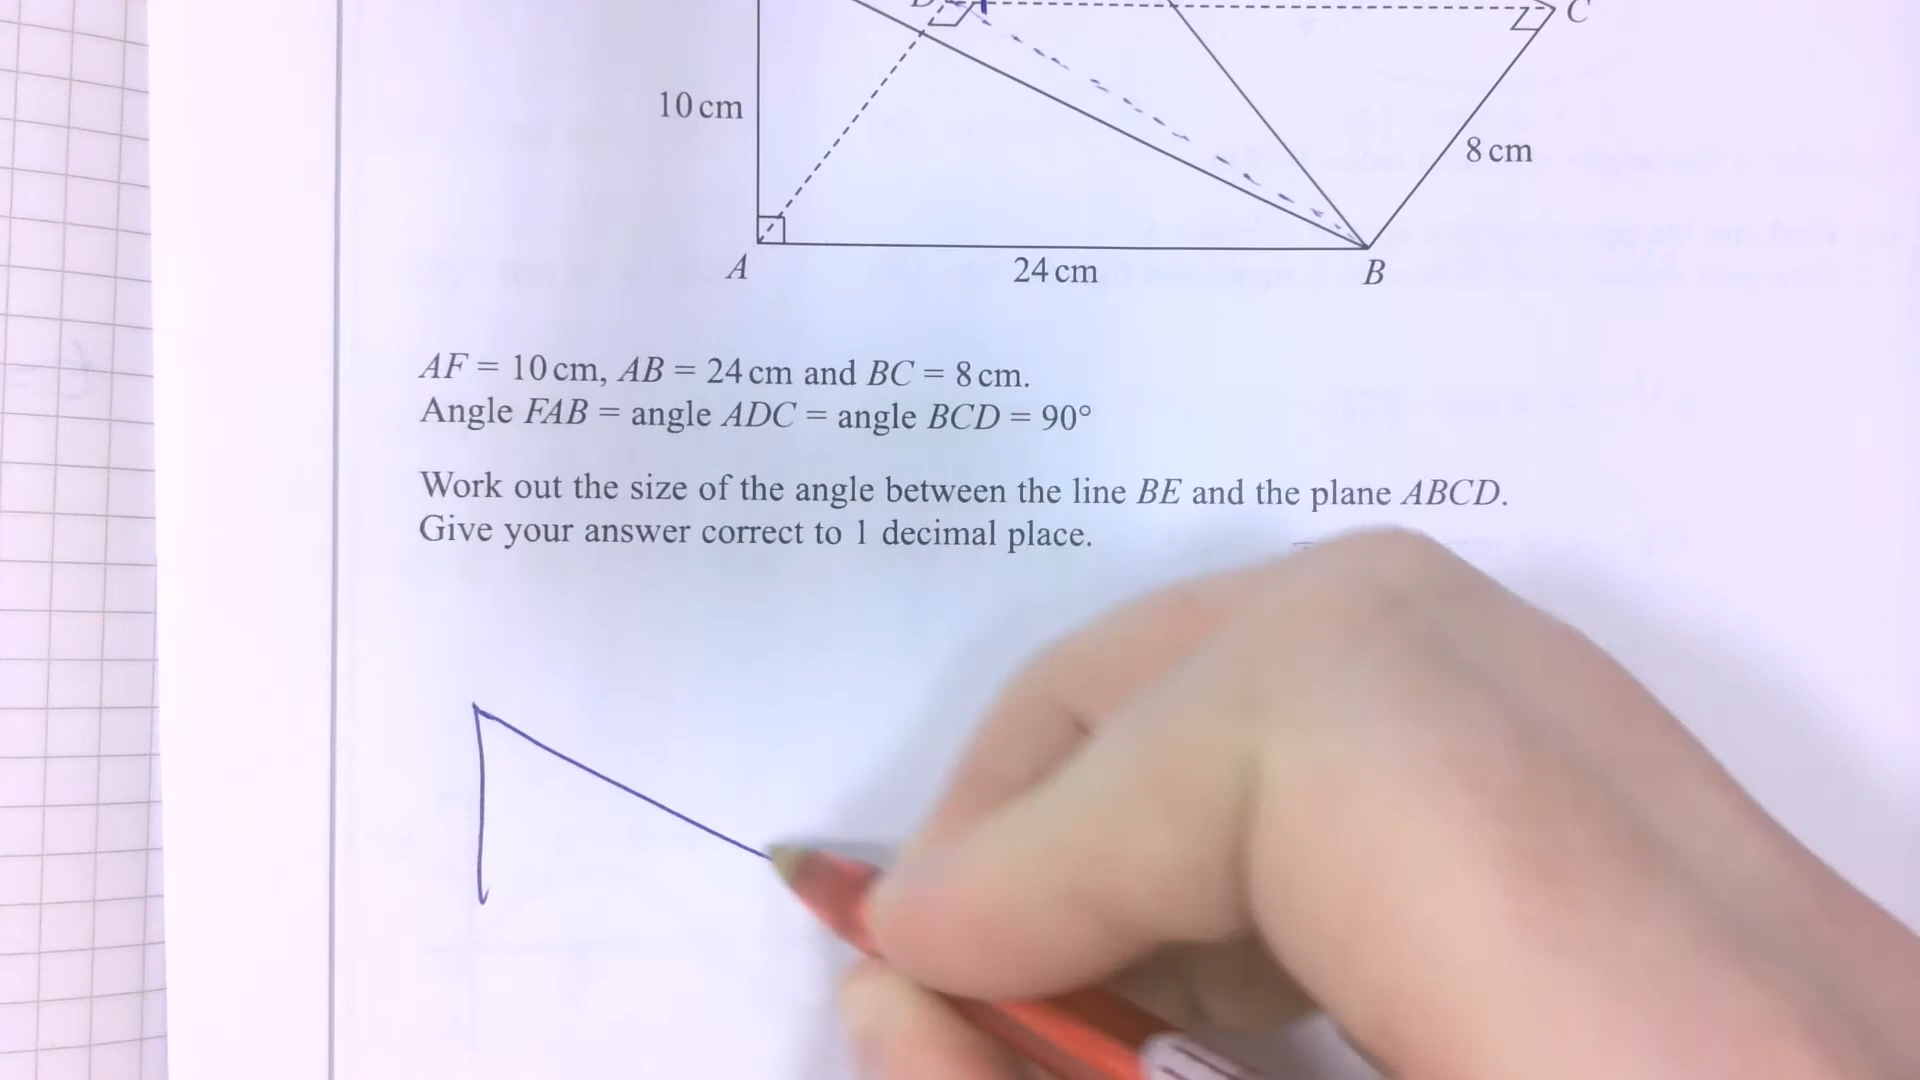 D
C
10 cm
8 cm
A
24 cm
B
AF = 10 cm, AB = 24 cm and BC = 8 cm.
Angle FAB = angle ADC = angle BCD = 90°
Work out the size of the angle between the line BE and the plane ABCD.
Give your answer correct to 1 decimal place.